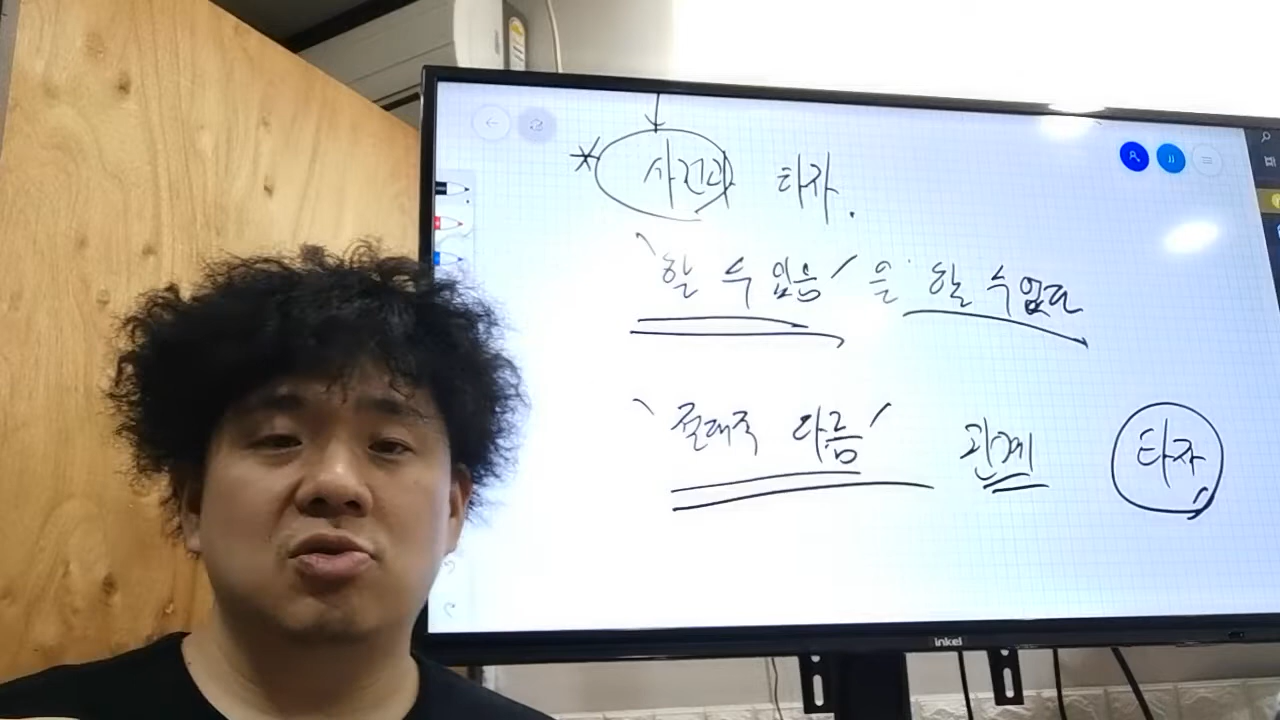 * 사건과 타자.
'할 수 있음'을 할 수 없다
'절대적 다름' 관계 타자
inkel